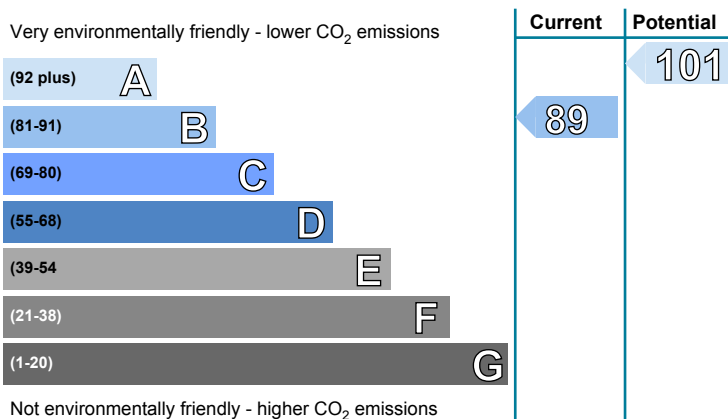 Very environmentally friendly - lower CO2 emissions
Current
Potential
(92 plus) A
101
(81-91) B
89
(69-80) C
(55-68) D
(39-54 E
(21-38) F
(1-20) G
Not environmentally friendly - higher CO2 emissions